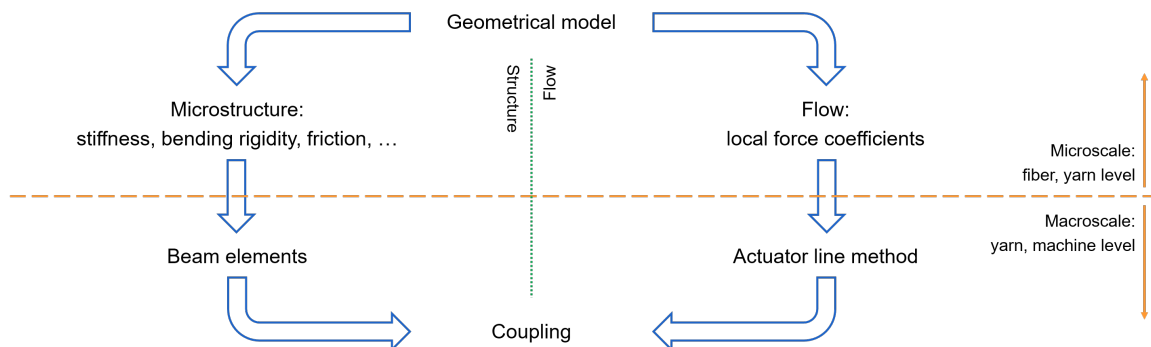 Geometrical model
Structure
Flow
Microstructure:
stiffness, bending rigidity, friction, …
Flow:
local force coefficients
Microscale:
fiber, yarn level
Macroscale:
yarn, machine level
Beam elements
Actuator line method
Coupling